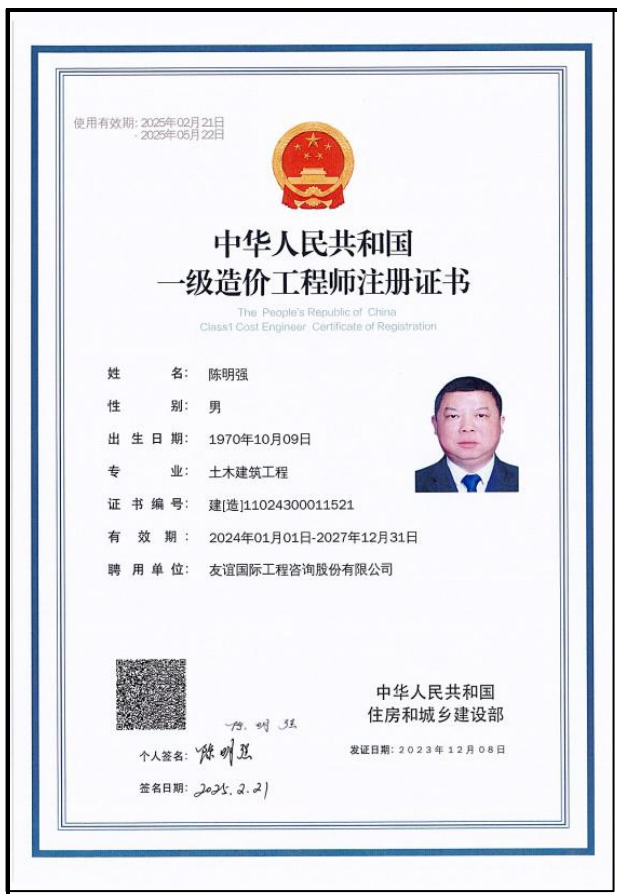 使用有效期: 2025年02月21日
- 2025年05月22日
中华人民共和国
一级造价工程师注册证书
The People's Republic of China
Class1 Cost Engineer Certificate of Registration
姓 名: 陈明强
性 别: 男
出生日期: 1970年10月09日
专 业: 土木建筑工程
证书编号: 建[造]11024300011521
有 效 期: 2024年01月01日-2027年12月31日
聘用单位: 友谊国际工程咨询股份有限公司
中华人民共和国
住房和城乡建设部
陈 明 强
个人签名: 陈明强
发证日期: 2023年12月08日
签名日期: 2025.2.21